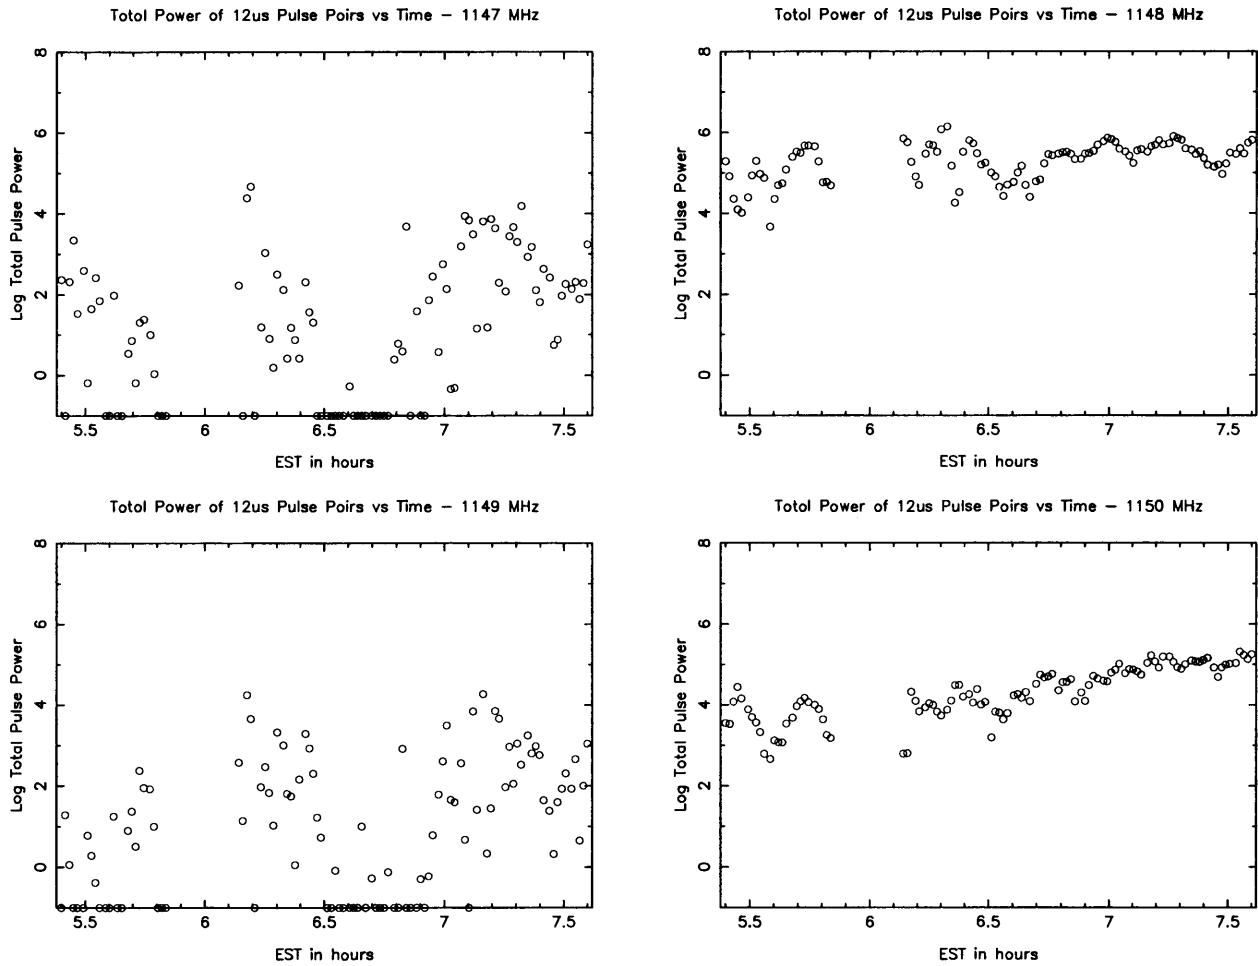 Totol Power of 12us Pulse Poirs vs Time – 1147 MHz
Log Total Pulse Power
8
6
4
2
0
5.5 6 6.5 7 7.5
EST in hours
Totol Power of 12us Pulse Poirs vs Time – 1148 MHz
Log Total Pulse Power
8
6
4
2
0
5.5 6 6.5 7 7.5
EST in hours
Totol Power of 12us Pulse Poirs vs Time – 1149 MHz
Log Total Pulse Power
8
6
4
2
0
5.5 6 6.5 7 7.5
EST in hours
Totol Power of 12us Pulse Poirs vs Time – 1150 MHz
Log Total Pulse Power
8
6
4
2
0
5.5 6 6.5 7 7.5
EST in hours